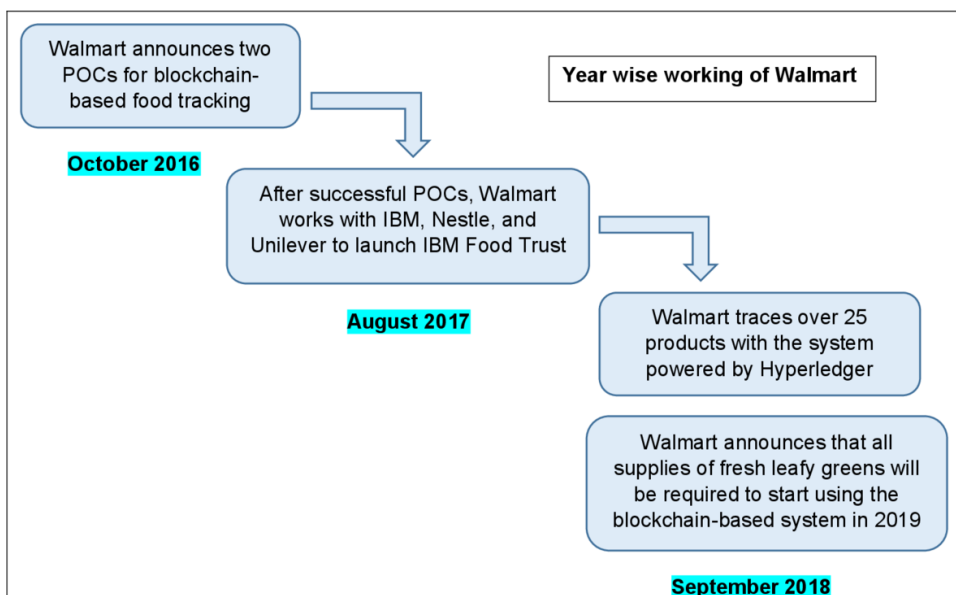 Walmart announces two
POCs for blockchain-
based food tracking
Year wise working of Walmart
October 2016
After successful POCs, Walmart
works with IBM, Nestle, and
Unilever to launch IBM Food Trust
August 2017
Walmart traces over 25
products with the system
powered by Hyperledger
Walmart announces that all
supplies of fresh leafy greens will
be required to start using the
blockchain-based system in 2019
September 2018